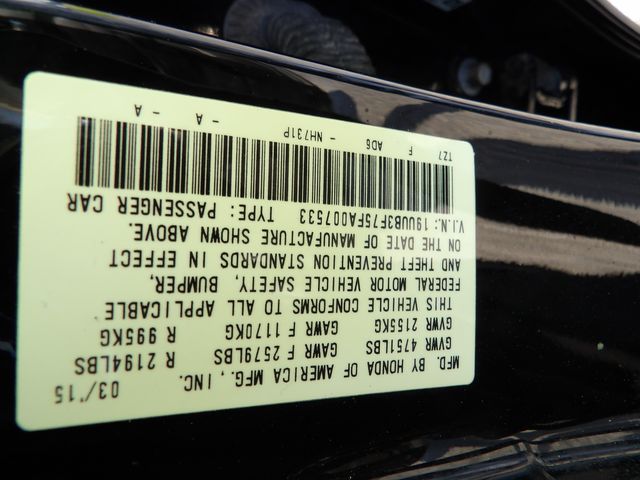 MFD. BY HONDA OF AMERICA MFG., INC. 03/'15
GVWR 4751LBS GAWR F 2579LBS R 2194LBS
GVWR 2155KG GAWR F 1170KG R 995KG
THIS VEHICLE CONFORMS TO ALL APPLICABLE
FEDERAL MOTOR VEHICLE SAFETY, BUMPER,
AND THEFT PREVENTION STANDARDS IN EFFECT
ON THE DATE OF MANUFACTURE SHOWN ABOVE.
V.I.N.: 19UUB3F75FA007533 TYPE: PASSENGER CAR
TZ7 F AD6 - NH731P - A - A